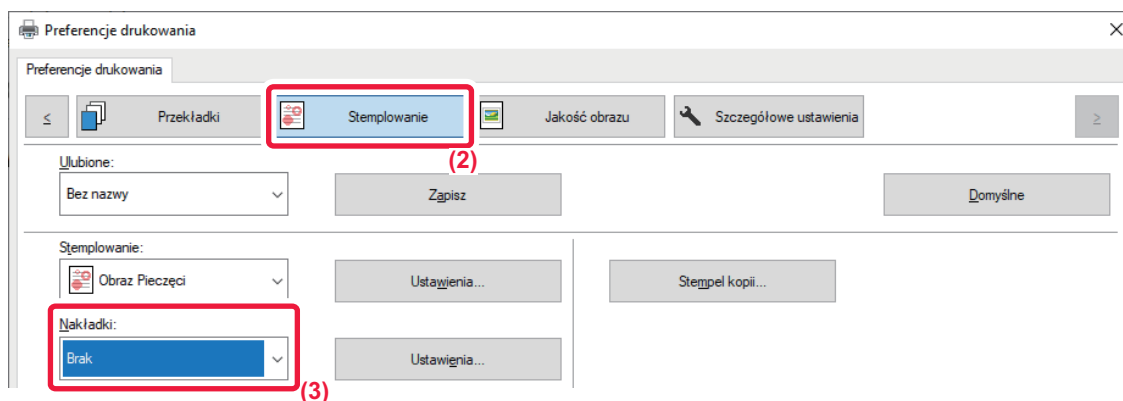 Preferencje drukowania
Preferencje drukowania
≤ Przekładki Stemplowanie Jakość obrazu Szczegółowe ustawienia ≥
(2)
Ulubione:
Bez nazwy Zapisz Domyślne
Stemplowanie:
Obraz Pieczęci Ustawienia... Stempel kopii...
Nakładki:
Brak Ustawienia...
(3)